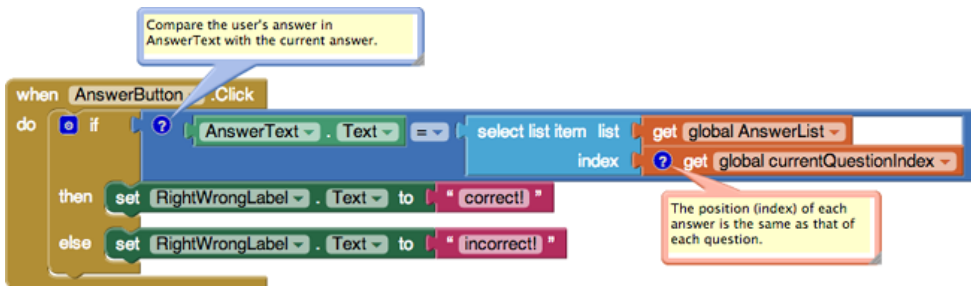 Compare the user's answer in
AnswerText with the current answer.
when AnswerButton .Click
do if ? AnswerText . Text = select list item list get global AnswerList
index ? get global currentQuestionIndex
then set RightWrongLabel . Text to " correct! "
The position (index) of each
answer is the same as that of
each question.
else set RightWrongLabel . Text to " incorrect! "